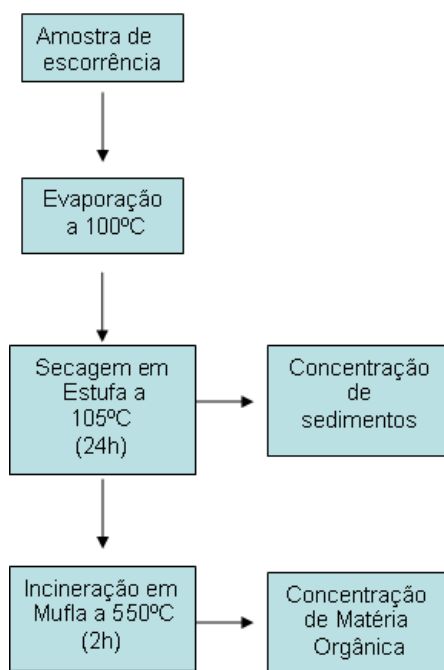 Amostra de
escorrência
Evaporação
a 100ºC
Secagem em
Estufa a
105ºC
(24h)
Concentração
de
sedimentos
Incineração em
Mufla a 550ºC
(2h)
Concentração
de Matéria
Orgânica